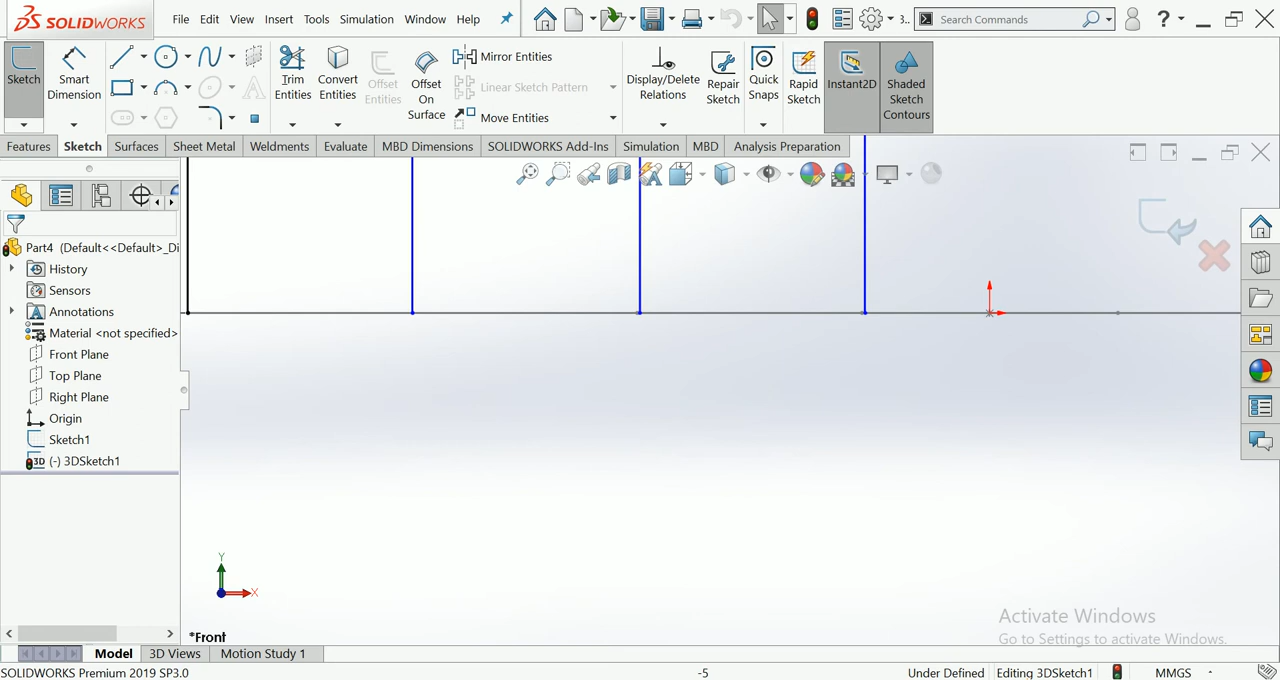 SOLIDWORKS File Edit View Insert Tools Simulation Window Help 3.. Search Commands ?
Sketch Smart Dimension Trim Entities Convert Entities Offset Entities Offset On Surface Mirror Entities Linear Sketch Pattern Move Entities Display/Delete Relations Repair Sketch Quick Snaps Rapid Sketch Instant2D Shaded Sketch Contours
Features Sketch Surfaces Sheet Metal Weldments Evaluate MBD Dimensions SOLIDWORKS Add-Ins Simulation MBD Analysis Preparation
Part4 (Default<<Default>_Di
History
Sensors
Annotations
Material <not specified>
Front Plane
Top Plane
Right Plane
Origin
Sketch1
3D (-) 3DSketch1
Y
X
*Front
Activate Windows
Go to Settings to activate Windows.
Model 3D Views Motion Study 1
SOLIDWORKS Premium 2019 SP3.0 -5 Under Defined Editing 3DSketch1 MMGS